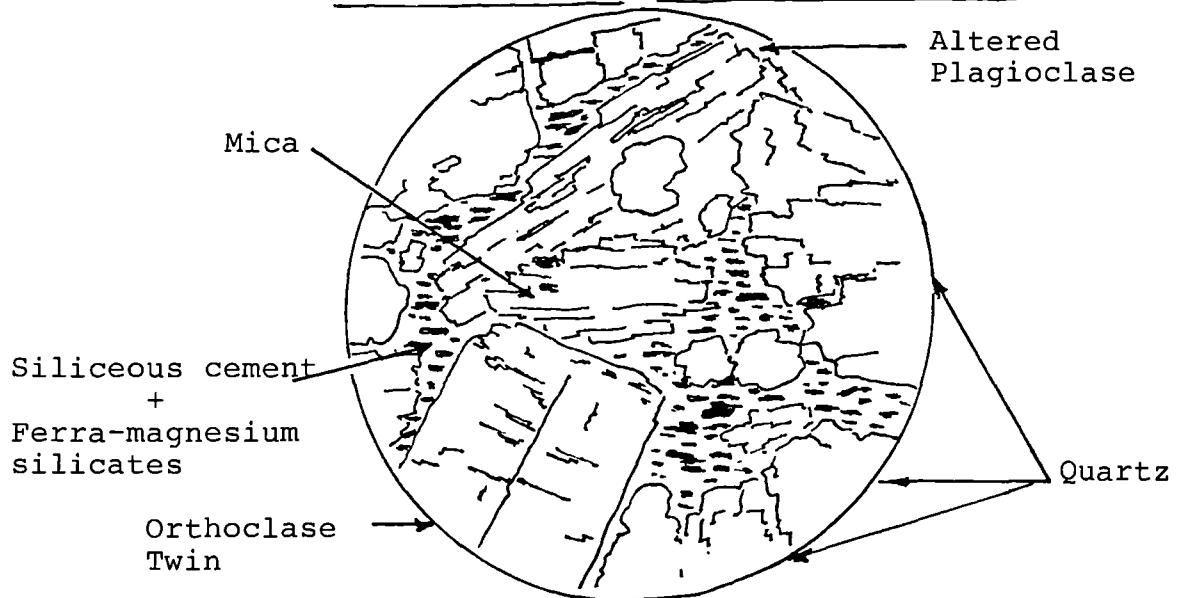 Altered
Plagioclase
Mica
Siliceous cement
+
Ferra-magnesium
silicates
Quartz
Orthoclase
Twin